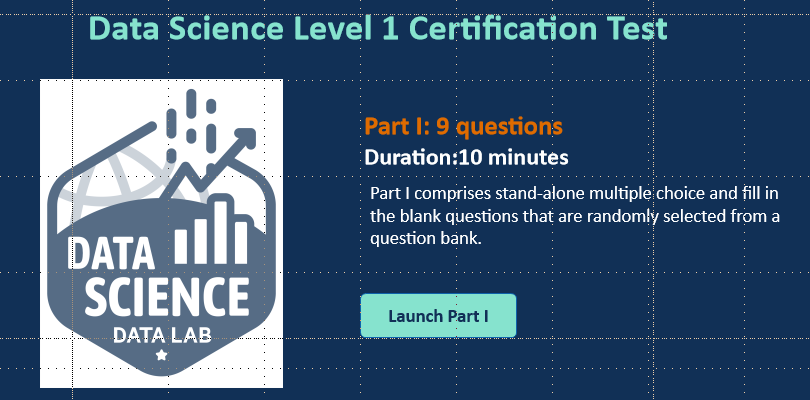 Data Science Level 1 Certification Test
Part I: 9 questions
Duration:10 minutes
Part I comprises stand-alone multiple choice and fill in
the blank questions that are randomly selected from a
question bank.
Launch Part I
DATA
SCIENCE
DATA LAB